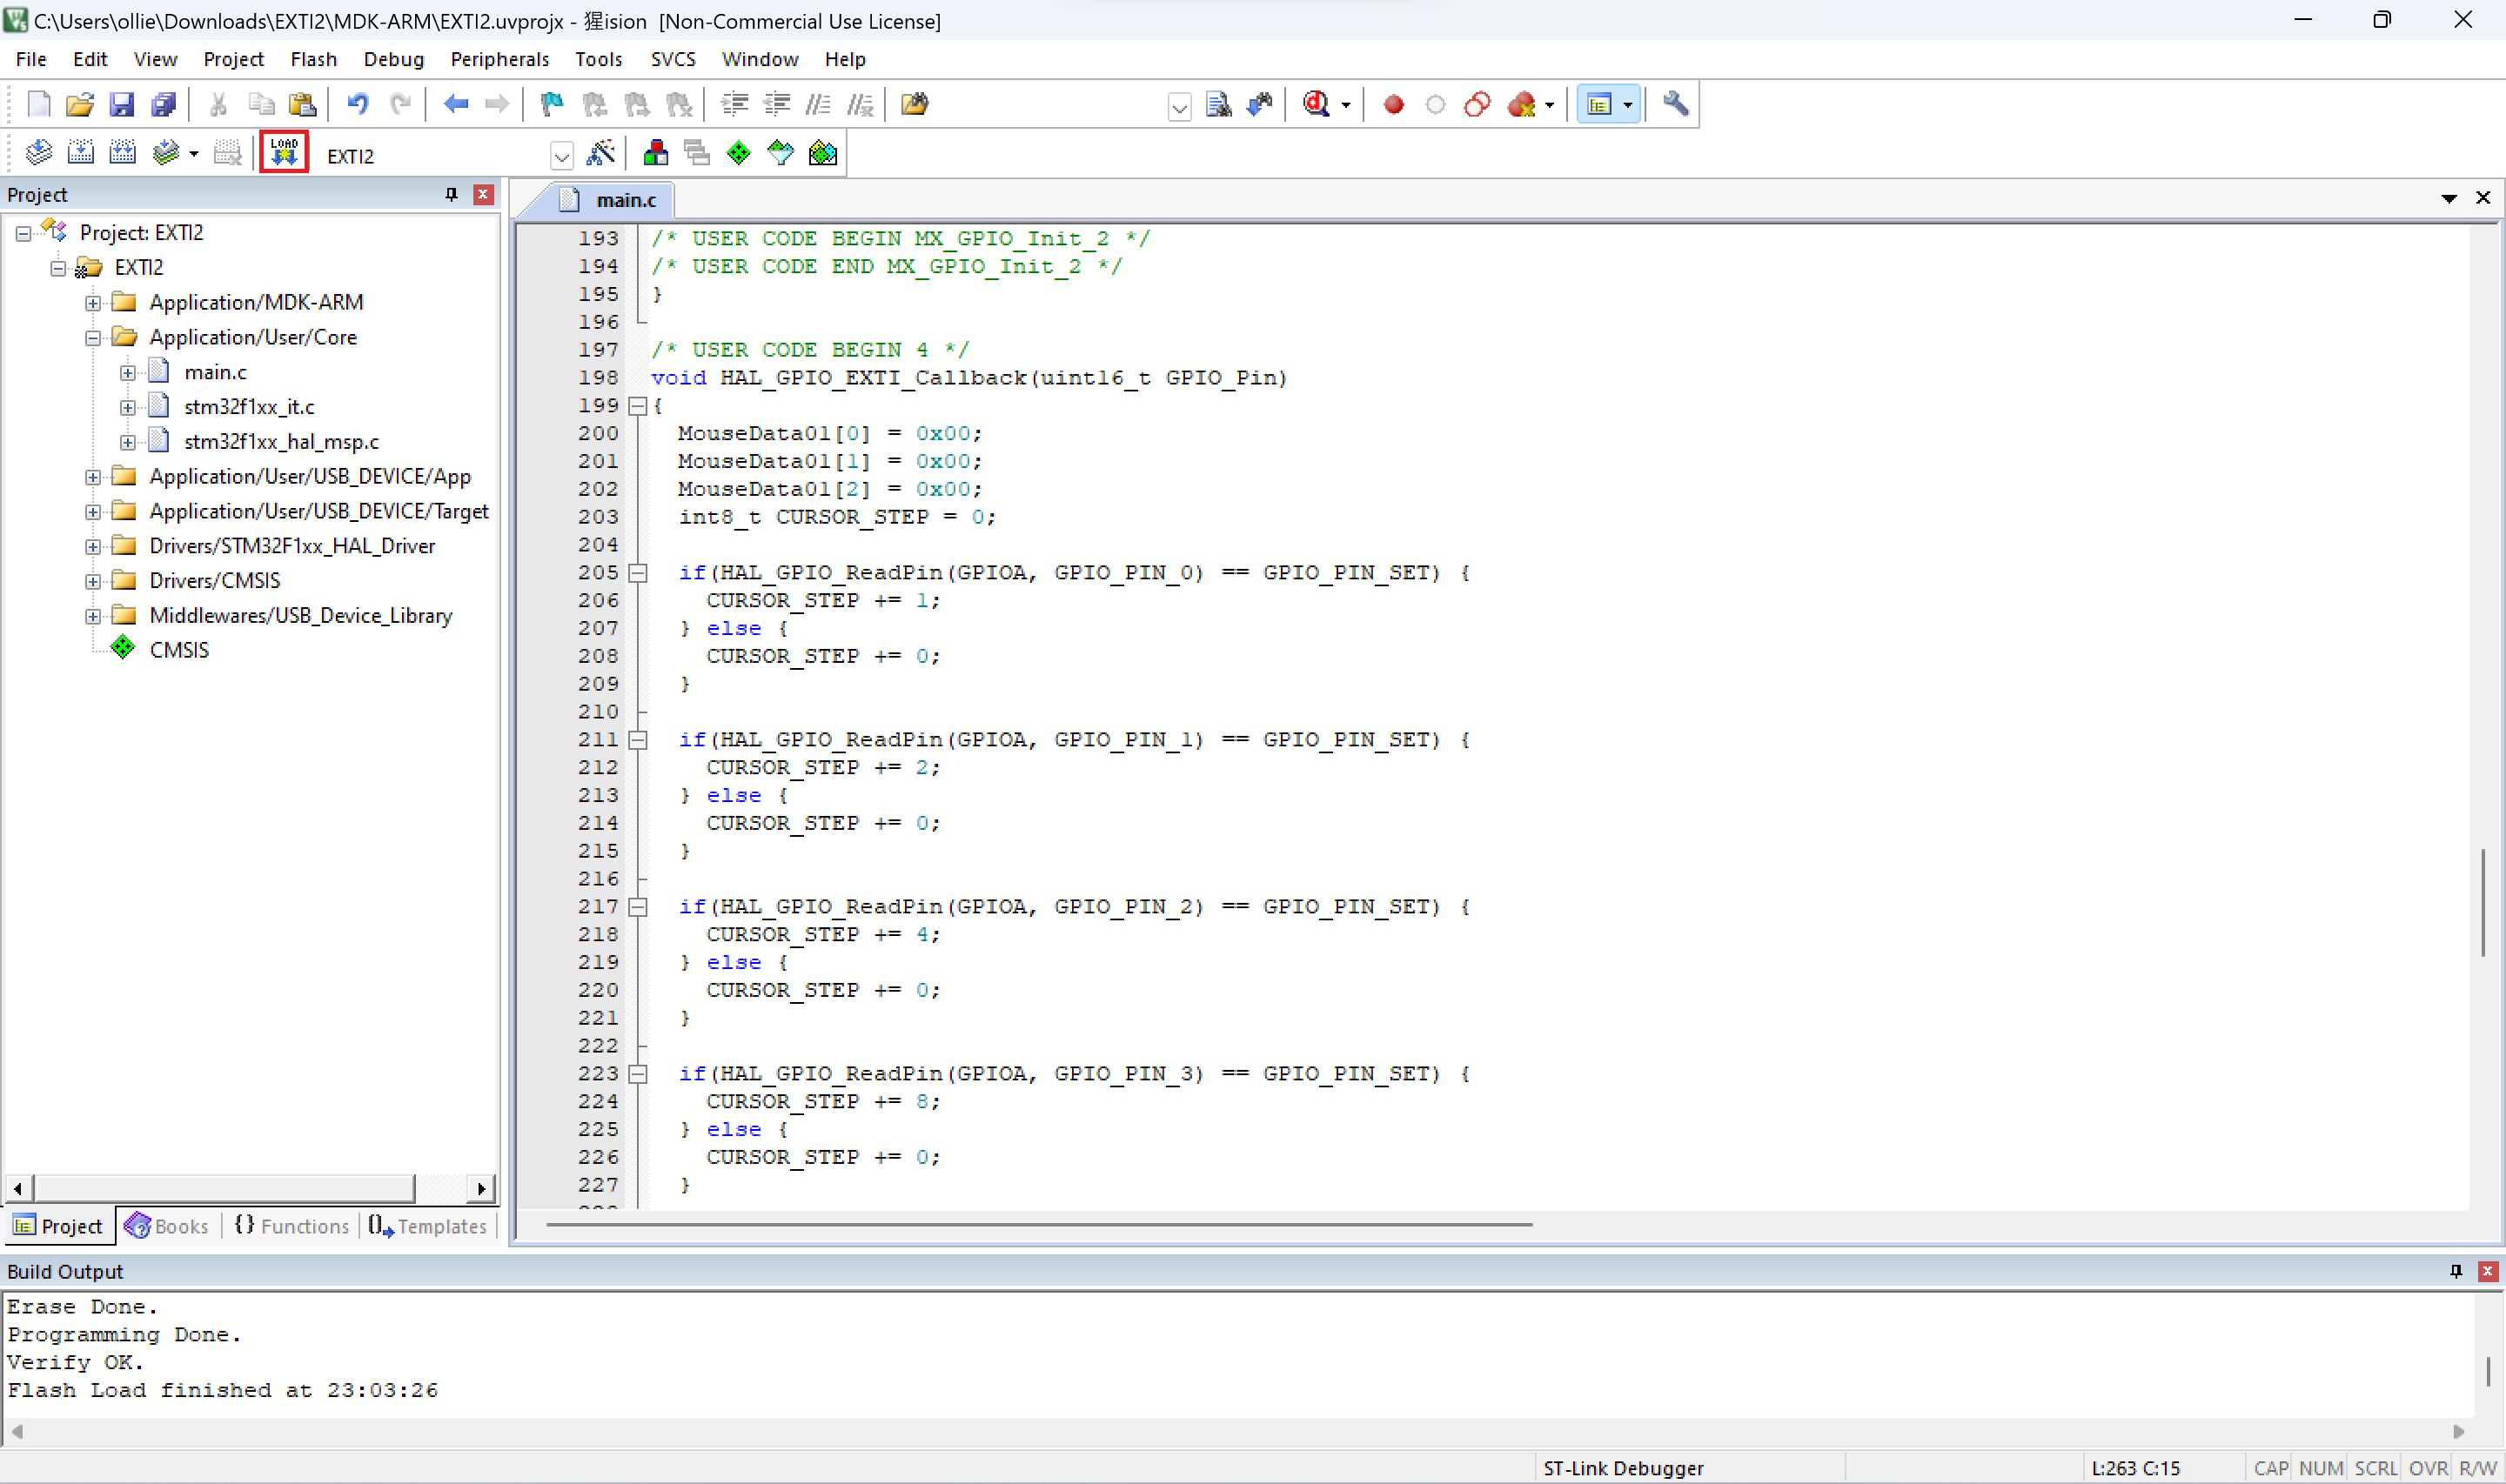 C:\Users\ollie\Downloads\EXTI2\MDK-ARM\EXTI2.uvprojx - 猩ision  [Non-Commercial Use License]
File Edit View Project Flash Debug Peripherals Tools SVCS Window Help
LOAD EXTI2
Project
main.c
Project: EXTI2
EXTI2
Application/MDK-ARM
Application/User/Core
main.c
stm32f1xx_it.c
stm32f1xx_hal_msp.c
Application/User/USB_DEVICE/App
Application/User/USB_DEVICE/Target
Drivers/STM32F1xx_HAL_Driver
Drivers/CMSIS
Middlewares/USB_Device_Library
CMSIS
Project Books Functions Templates
193 /* USER CODE BEGIN MX_GPIO_Init_2 */
194 /* USER CODE END MX_GPIO_Init_2 */
195 }
196
197 /* USER CODE BEGIN 4 */
198 void HAL_GPIO_EXTI_Callback(uint16_t GPIO_Pin)
199 {
200   MouseData01[0] = 0x00;
201   MouseData01[1] = 0x00;
202   MouseData01[2] = 0x00;
203   int8_t CURSOR_STEP = 0;
204
205   if(HAL_GPIO_ReadPin(GPIOA, GPIO_PIN_0) == GPIO_PIN_SET) {
206     CURSOR_STEP += 1;
207   } else {
208     CURSOR_STEP += 0;
209   }
210
211   if(HAL_GPIO_ReadPin(GPIOA, GPIO_PIN_1) == GPIO_PIN_SET) {
212     CURSOR_STEP += 2;
213   } else {
214     CURSOR_STEP += 0;
215   }
216
217   if(HAL_GPIO_ReadPin(GPIOA, GPIO_PIN_2) == GPIO_PIN_SET) {
218     CURSOR_STEP += 4;
219   } else {
220     CURSOR_STEP += 0;
221   }
222
223   if(HAL_GPIO_ReadPin(GPIOA, GPIO_PIN_3) == GPIO_PIN_SET) {
224     CURSOR_STEP += 8;
225   } else {
226     CURSOR_STEP += 0;
227   }
Build Output
Erase Done.
Programming Done.
Verify OK.
Flash Load finished at 23:03:26
ST-Link Debugger L:263 C:15 CAP NUM SCRL OVR R/W